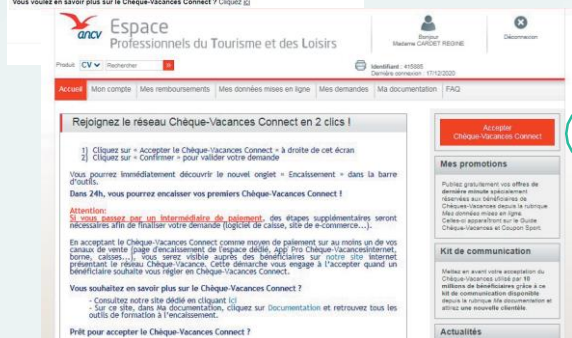 Vous voulez en savoir plus sur le Chèque-Vacances Connect ? Cliquez ici
ancv
Espace
Professionnels du Tourisme et des Loisirs
Bonjour
Madame CARDET REGINE
Déconnexion
Produit CV Rechercher
Identifiant : 415885
Dernière connexion : 17/12/2020
Accueil Mon compte Mes remboursements Mes données mises en ligne Mes demandes Ma documentation FAQ
Rejoignez le réseau Chèque-Vacances Connect en 2 clics !
1) Cliquez sur « Accepter le Chèque-Vacances Connect » à droite de cet écran
2) Cliquez sur « Confirmer » pour valider votre demande
Vous pourrez immédiatement découvrir le nouvel onglet « Encaissement » dans la barre
d'outils.
Dans 24h, vous pourrez encaisser vos premiers Chèque-Vacances Connect !
Attention:
Si vous passez par un intermédiaire de paiement, des étapes supplémentaires seront
nécessaires afin de finaliser votre demande (logiciel de caisse, site de e-commerce...).
En acceptant le Chèque-Vacances Connect comme moyen de paiement sur au moins un de vos
canaux de vente (page d'encaissement de l'espace dédié, App Pro Chèque-Vacancesinternet,
borne, caisses...), vous serez visible auprès des bénéficiaires sur notre site internet
présentant le réseau Chèque-Vacance. Cette démarche vous engage à l'accepter quand un
bénéficiaire souhaite vous régler en Chèque-Vacances Connect.
Vous souhaitez en savoir plus sur le Chèque-Vacances Connect ?
- Consultez notre site dédié en cliquant ici
- Sur ce site, dans Ma documentation, cliquez sur Documentation et retrouvez tous les
outils de formation à l'encaissement.
Prêt pour accepter le Chèque-Vacances Connect ?
Accepter
Chèque-Vacances Connect
Mes promotions
Publiez gratuitement vos offres de
dernière minute spécialement
réservées aux bénéficiaires de
Chèques-Vacances depuis la rubrique
Mes données mises en ligne.
Celles-ci apparaîtront sur le Guide
Chèque-Vacances et Coupon Sport.
Kit de communication
Mettez en avant votre acceptation du
Chèque-Vacances utilisé par 10
millions de bénéficiaires grâce à ce
kit de communication disponible
depuis la rubrique Ma documentation et
attirez une nouvelle clientèle.
Actualités